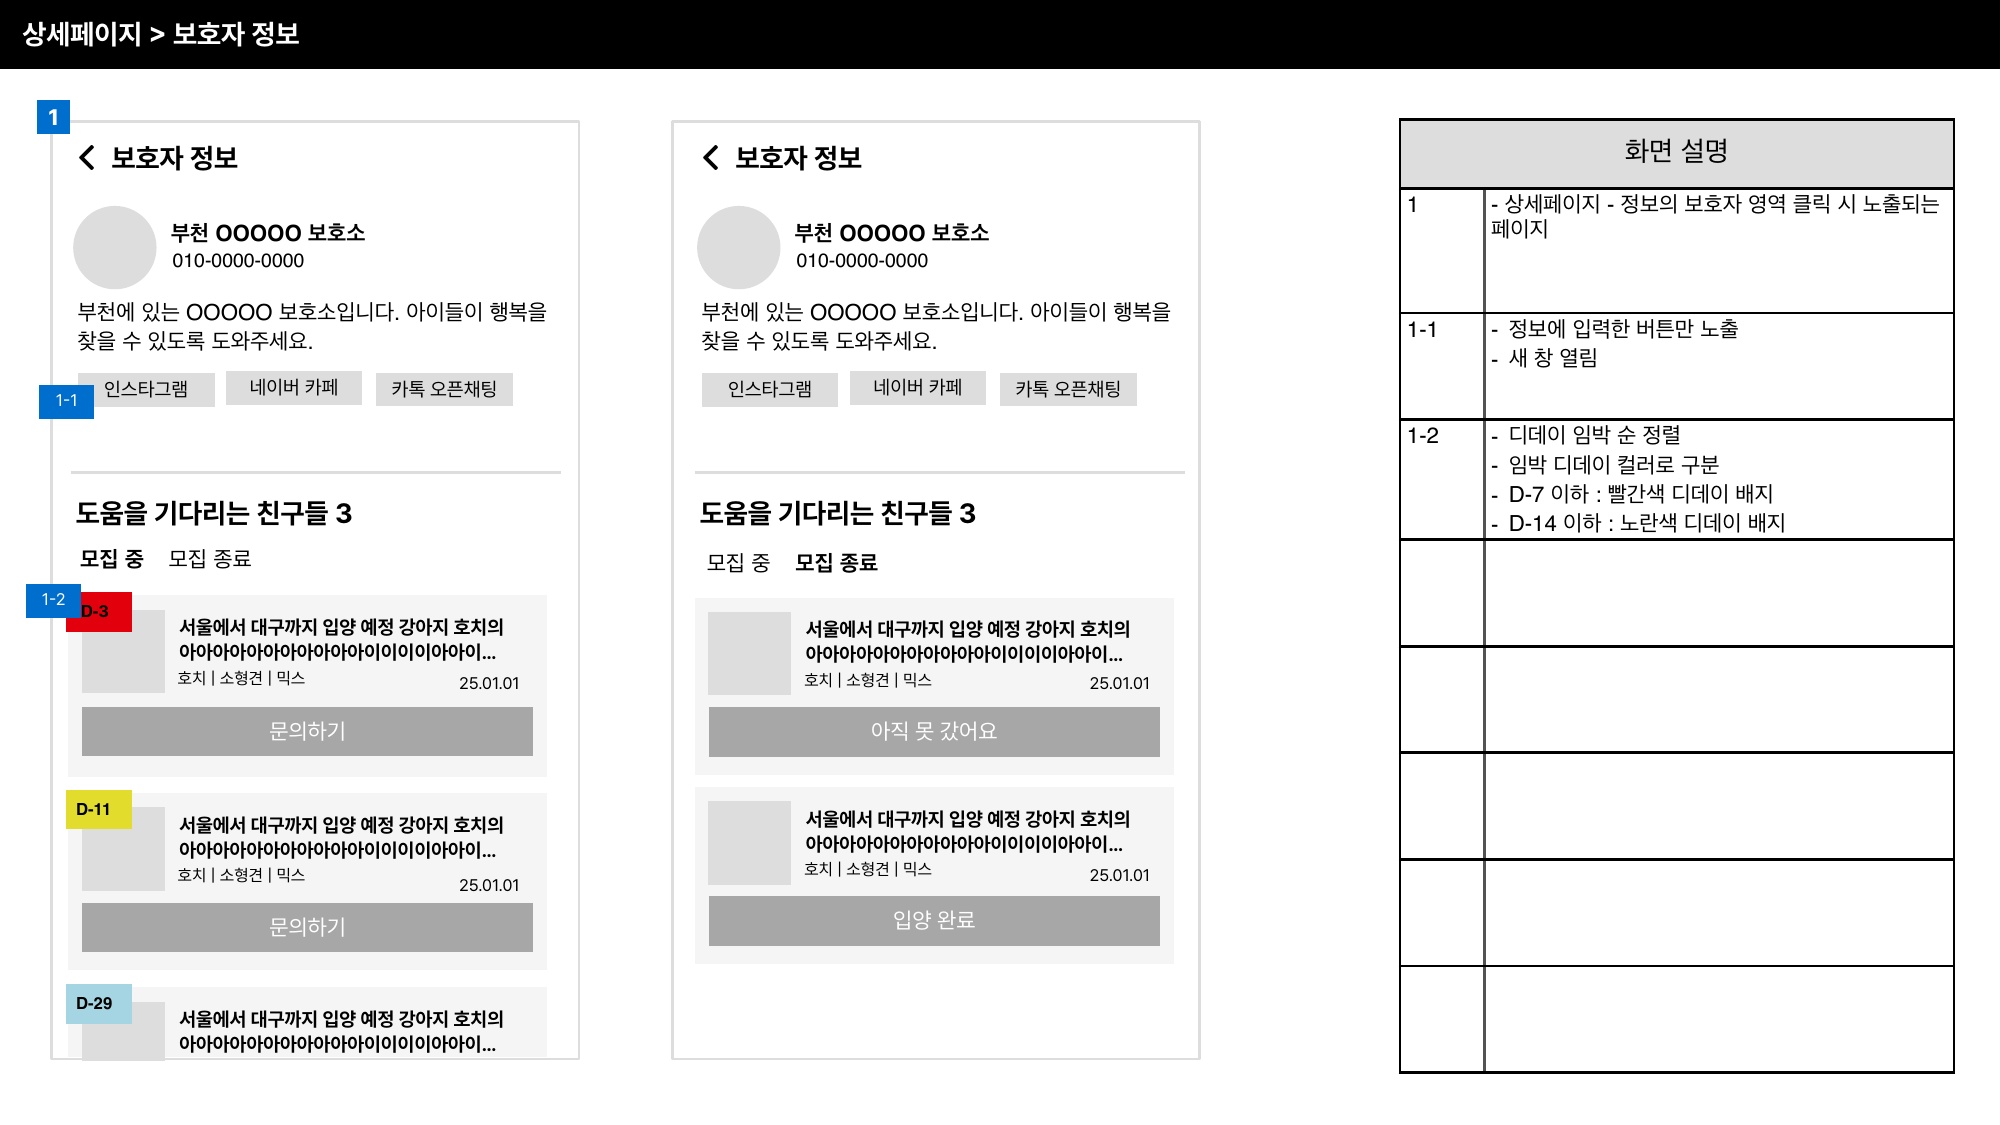 상세페이지 > 보호자 정보
1
보호자 정보
부천 OOOOO 보호소
010-0000-0000
부천에 있는 OOOOO 보호소입니다. 아이들이 행복을
찾을 수 있도록 도와주세요.
1-1
인스타그램
네이버 카페
카톡 오픈채팅
도움을 기다리는 친구들 3
모집 중
모집 종료
1-2
D-3
서울에서 대구까지 입양 예정 강아지 호치의
아아아아아아아아아아아이이이이아아이...
호치 | 소형견 | 믹스
25.01.01
문의하기
D-11
서울에서 대구까지 입양 예정 강아지 호치의
아아아아아아아아아아아이이이이아아이...
호치 | 소형견 | 믹스
25.01.01
문의하기
D-29
서울에서 대구까지 입양 예정 강아지 호치의
아아아아아아아아아아아이이이이아아이...
보호자 정보
부천 OOOOO 보호소
010-0000-0000
부천에 있는 OOOOO 보호소입니다. 아이들이 행복을
찾을 수 있도록 도와주세요.
인스타그램
네이버 카페
카톡 오픈채팅
도움을 기다리는 친구들 3
모집 중
모집 종료
서울에서 대구까지 입양 예정 강아지 호치의
아아아아아아아아아아아이이이이아아이...
호치 | 소형견 | 믹스
25.01.01
아직 못 갔어요
서울에서 대구까지 입양 예정 강아지 호치의
아아아아아아아아아아아이이이이아아이...
호치 | 소형견 | 믹스
25.01.01
입양 완료
화면 설명
1
- 상세페이지 - 정보의 보호자 영역 클릭 시 노출되는
페이지
1-1
- 정보에 입력한 버튼만 노출
- 새 창 열림
1-2
- 디데이 임박 순 정렬
- 임박 디데이 컬러로 구분
- D-7 이하 : 빨간색 디데이 배지
- D-14 이하 : 노란색 디데이 배지